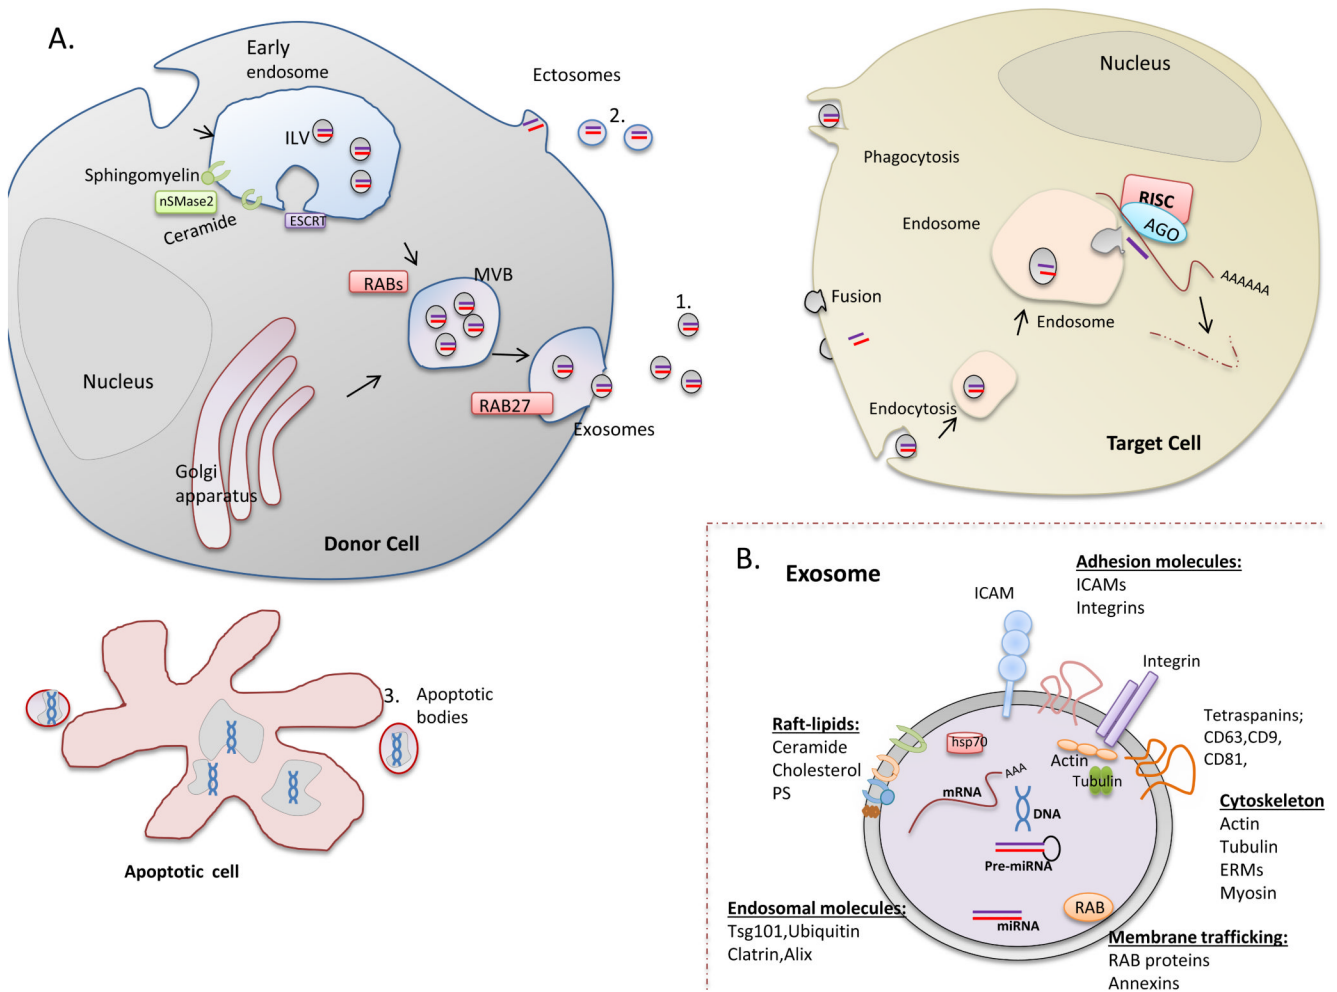 A.
Early
endosome
ILV
Sphingomyelin
nSMase2
Ceramide
ESCRT
Ectosomes
2.
RABs
MVB
1.
Nucleus
RAB27
Exosomes
Golgi
apparatus
Donor Cell
Nucleus
Phagocytosis
RISC
AGO
Endosome
AAAAAA
Fusion
Endosome
Endocytosis
Target Cell
3.
Apoptotic
bodies
Apoptotic cell
B.
Exosome
Adhesion molecules:
ICAMs
Integrins
ICAM
Integrin
Raft-lipids:
Ceramide
Cholesterol
PS
hsp70
Actin
Tubulin
Tetraspanins;
CD63,CD9,
CD81,
AAA
mRNA
DNA
Pre-miRNA
Cytoskeleton
Actin
Tubulin
ERMs
Myosin
miRNA
RAB
Endosomal molecules:
Tsg101,Ubiquitin
Clatrin,Alix
Membrane trafficking:
RAB proteins
Annexins